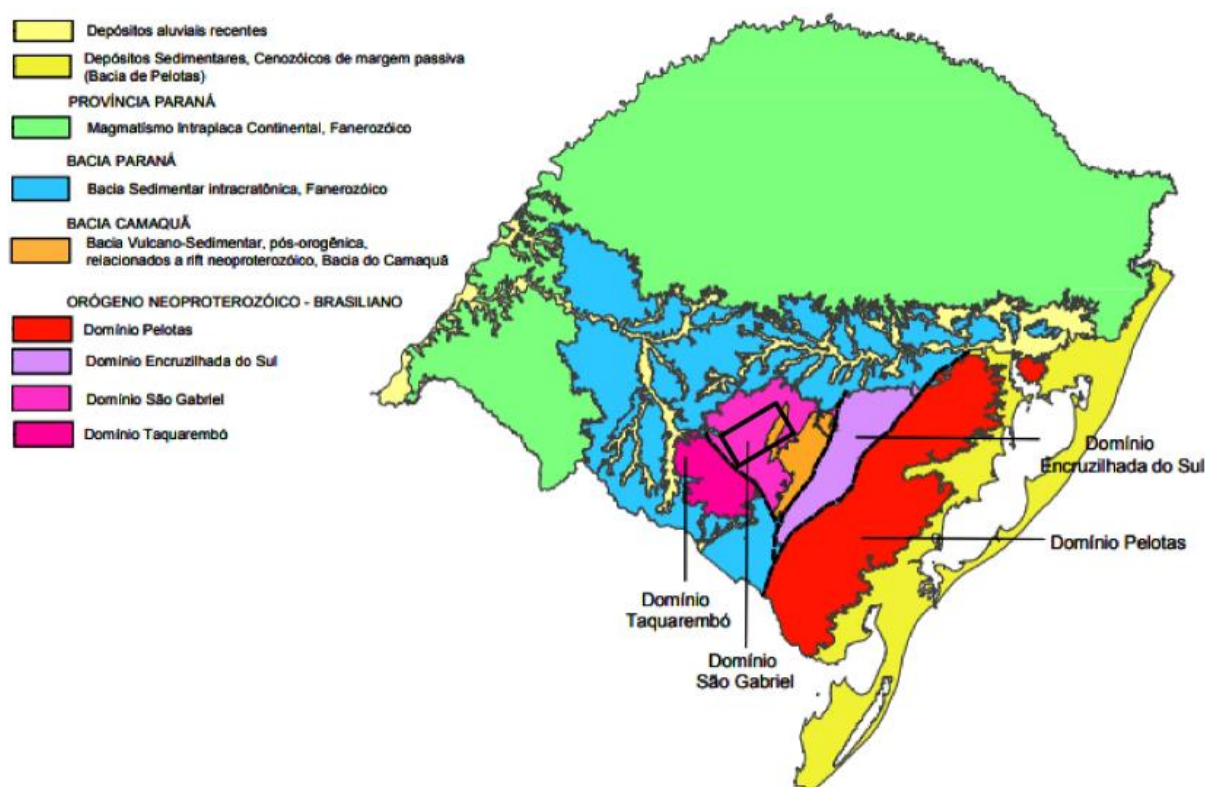 Depósitos aluviais recentes
Depósitos Sedimentares, Cenozóicos de margem passiva
(Bacia de Pelotas)
PROVÍNCIA PARANÁ
Magmatísmo Intraplaca Continental, Fanerozóico
BACIA PARANÁ
Bacia Sedimentar intracratônica, Fanerozóico
BACIA CAMAQUÃ
Bacia Vulcano-Sedimentar, pós-orogênica,
relacionados a rift neoproterozóico, Bacia do Camaquã
ORÓGENO NEOPROTEROZÓICO - BRASILIANO
Domínio Pelotas
Domínio Encruzilhada do Sul
Domínio São Gabriel
Domínio Taquarembó
Domínio
Encruzilhada do Sul
Domínio Pelotas
Domínio
Taquarembó
Domínio
São Gabriel